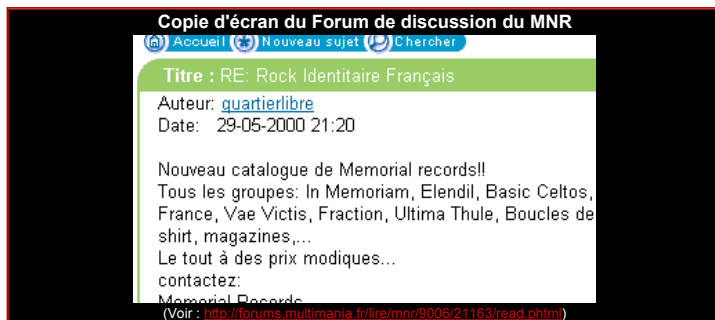 Copie d'écran du Forum de discussion du MNR
Accueil Nouveau sujet Chercher
Titre : RE: Rock Identitaire Français
Auteur: quartierlibre
Date: 29-05-2000 21:20
Nouveau catalogue de Memorial records!!
Tous les groupes: In Memoriam, Elendil, Basic Celtos,
France, Vae Victis, Fraction, Ultima Thule, Boucles de
shirt, magazines,...
Le tout à des prix modiques...
contactez:
Memorial Records
(Voir : http://forums.multimania.fr/lire/mnr/9006/21163/read.phtml)